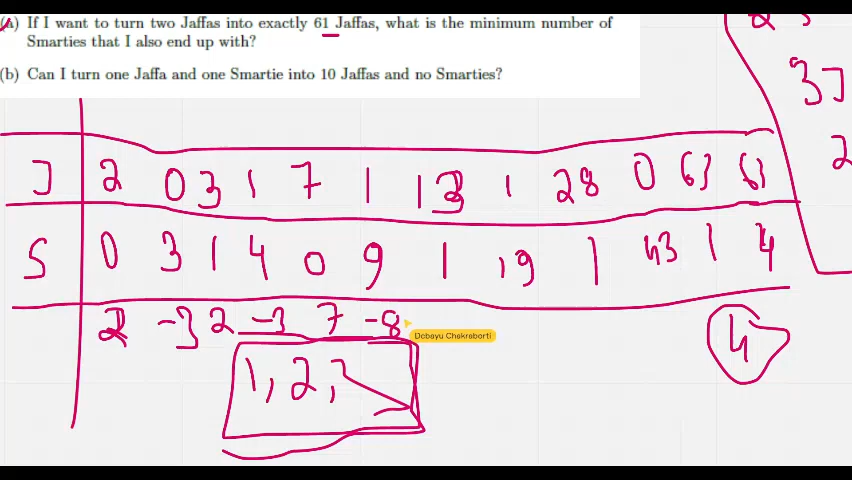 (A) If I want to turn two Jaffas into exactly 61 Jaffas, what is the minimum number of
Smarties that I also end up with?
(b) Can I turn one Jaffa and one Smartie into 10 Jaffas and no Smarties?
3J
2
J 2 0 3 1 7 1 13 1 28 0 63 61
S 0 3 1 4 0 9 1 19 1 43 1 4
2 -3 2 -3 7 -8
Debayu Chakraborti
1, 2,
4